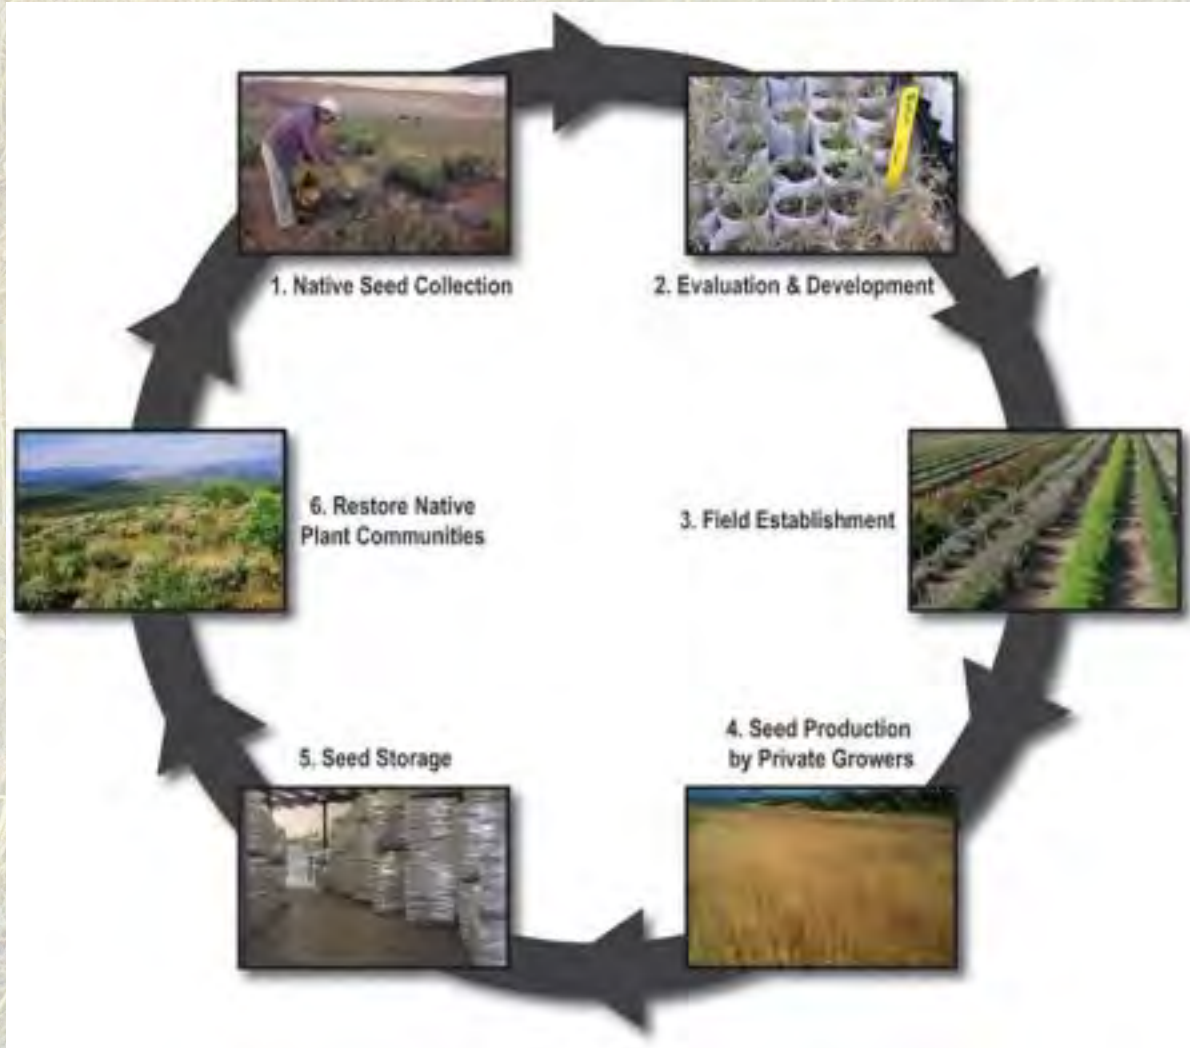 1. Native Seed Collection
2. Evaluation & Development
3. Field Establishment
4. Seed Production
by Private Growers
5. Seed Storage
6. Restore Native
Plant Communities